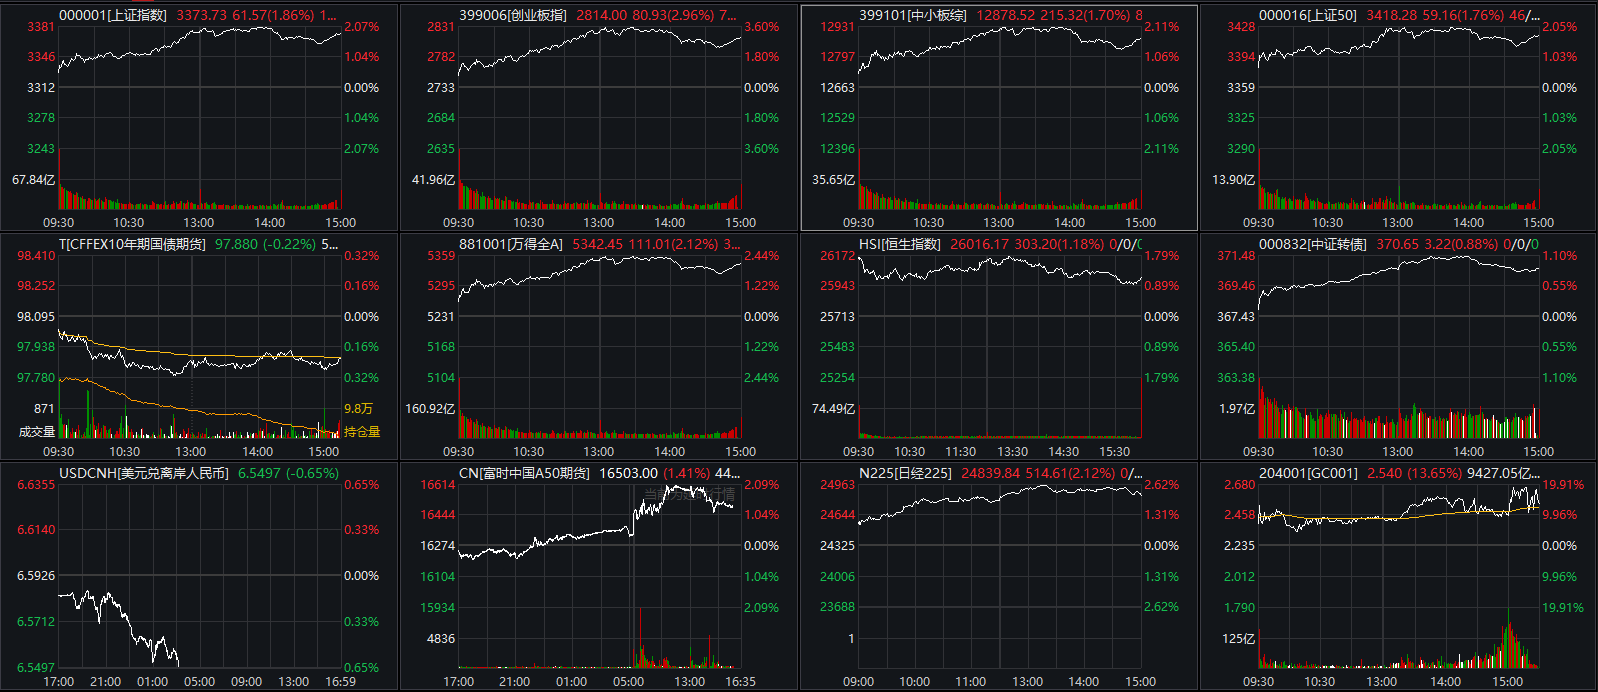 000001[上证指数] 3373.73 61.57(1.86%) 1...
3381 2.07%
3346 1.04%
3312 0.00%
3278 1.04%
3243 2.07%
67.84亿
09:30 10:30 13:00 14:00 15:00
399006[创业板指] 2814.00 80.93(2.96%) 7...
2831 3.60%
2782 1.80%
2733 0.00%
2684 1.80%
2635 3.60%
41.96亿
09:30 10:30 13:00 14:00 15:00
399101[中小板综] 12878.52 215.32(1.70%) 8
12931 2.11%
12797 1.06%
12663 0.00%
12529 1.06%
12396 2.11%
35.65亿
09:30 10:30 13:00 14:00 15:00
000016[上证50] 3418.28 59.16(1.76%) 46/...
3428 2.05%
3394 1.03%
3359 0.00%
3325 1.03%
3290 2.05%
13.90亿
09:30 10:30 13:00 14:00 15:00
T[CFFEX10年期国债期货] 97.880 (-0.22%) 5...
98.410 0.32%
98.252 0.16%
98.095 0.00%
97.938 0.16%
97.780 0.32%
871 9.8万
成交量 持仓量
09:30 10:30 13:00 14:00 15:00
881001[万得全A] 5342.45 111.01(2.12%) 3...
5359 2.44%
5295 1.22%
5231 0.00%
5168 1.22%
5104 2.44%
160.92亿
09:30 10:30 13:00 14:00 15:00
HSI[恒生指数] 26016.17 303.20(1.18%) 0/0/0
26172 1.79%
25943 0.89%
25713 0.00%
25483 0.89%
25254 1.79%
74.49亿
09:30 10:30 11:30 13:30 14:30 15:30
000832[中证转债] 370.65 3.22(0.88%) 0/0/0
371.48 1.10%
369.46 0.55%
367.43 0.00%
365.40 0.55%
363.38 1.10%
1.97亿
09:30 10:30 13:00 14:00 15:00
USDCNH[美元兑离岸人民币] 6.5497 (-0.65%)
6.6355 0.65%
6.6140 0.33%
6.5926 0.00%
6.5712 0.33%
6.5497 0.65%
17:00 21:00 01:00 05:00 09:00 13:00 16:59
CN[富时中国A50期货] 16503.00 (1.41%) 44...
16614 2.09%
16444 1.04%
16274 0.00%
16104 1.04%
15934 2.09%
4836
17:00 21:00 01:00 05:00 13:00 16:35
N225[日经225] 24839.84 514.61(2.12%) 0/...
24963 2.62%
24644 1.31%
24325 0.00%
24006 1.31%
23688 2.62%
1
09:00 10:00 11:00 13:00 14:00 15:00
204001[GC001] 2.540 (13.65%) 9427.05亿...
2.680 19.91%
2.458 9.96%
2.235 0.00%
2.012 9.96%
1.790 19.91%
125亿
09:30 10:30 13:00 14:00 15:00